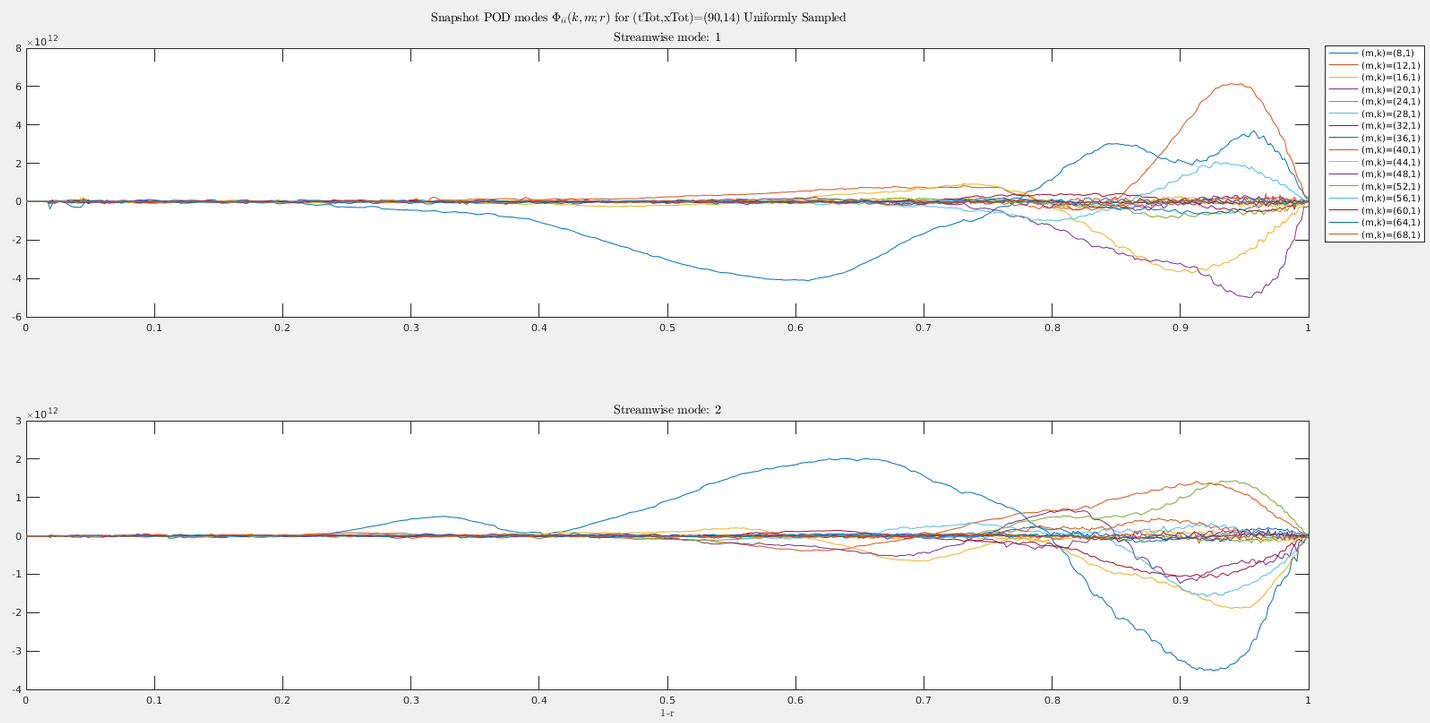 Snapshot POD modes Φ_ii(k, m; r) for (tTot,xTot)=(90,14) Uniformly Sampled
Streamwise mode: 1
×10^12
8
6
4
2
0
-2
-4
-6
0 0.1 0.2 0.3 0.4 0.5 0.6 0.7 0.8 0.9 1
(m,k)=(8,1)
(m,k)=(12,1)
(m,k)=(16,1)
(m,k)=(20,1)
(m,k)=(24,1)
(m,k)=(28,1)
(m,k)=(32,1)
(m,k)=(36,1)
(m,k)=(40,1)
(m,k)=(44,1)
(m,k)=(48,1)
(m,k)=(52,1)
(m,k)=(56,1)
(m,k)=(60,1)
(m,k)=(64,1)
(m,k)=(68,1)
Streamwise mode: 2
×10^12
3
2
1
0
-1
-2
-3
-4
0 0.1 0.2 0.3 0.4 0.5 0.6 0.7 0.8 0.9 1
1-r